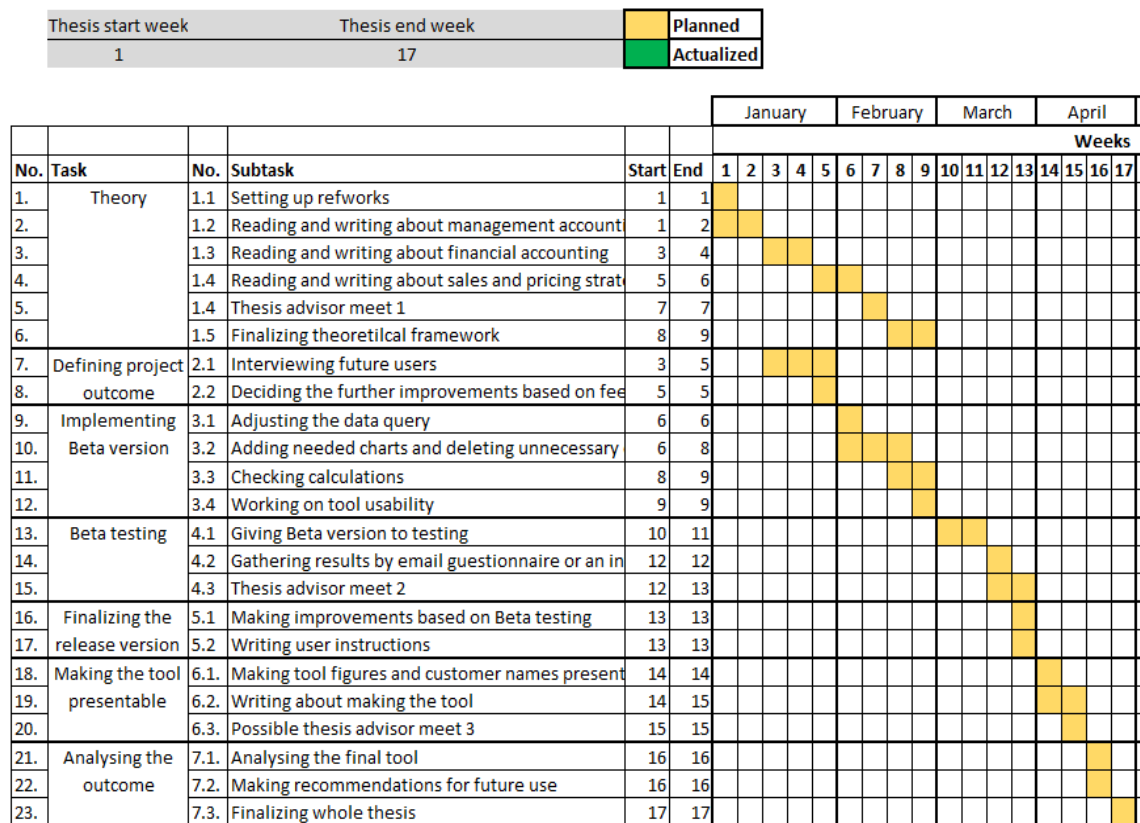 Thesis start week Thesis end week Planned
1 17 Actualized
January February March April
Weeks
No. Task No. Subtask Start End 1 2 3 4 5 6 7 8 9 10 11 12 13 14 15 16 17
1. Theory 1.1 Setting up refworks 1 1
2. 1.2 Reading and writing about management accounti 1 2
3. 1.3 Reading and writing about financial accounting 3 4
4. 1.4 Reading and writing about sales and pricing strat 5 6
5. 1.4 Thesis advisor meet 1 7 7
6. 1.5 Finalizing theoretilcal framework 8 9
7. Defining project 2.1 Interviewing future users 3 5
8. outcome 2.2 Deciding the further improvements based on fee 5 5
9. Implementing 3.1 Adjusting the data query 6 6
10. Beta version 3.2 Adding needed charts and deleting unnecessary 6 8
11. 3.3 Checking calculations 8 9
12. 3.4 Working on tool usability 9 9
13. Beta testing 4.1 Giving Beta version to testing 10 11
14. 4.2 Gathering results by email guestionnaire or an in 12 12
15. 4.3 Thesis advisor meet 2 12 13
16. Finalizing the 5.1 Making improvements based on Beta testing 13 13
17. release version 5.2 Writing user instructions 13 13
18. Making the tool 6.1. Making tool figures and customer names present 14 14
19. presentable 6.2. Writing about making the tool 14 15
20. 6.3. Possible thesis advisor meet 3 15 15
21. Analysing the 7.1. Analysing the final tool 16 16
22. outcome 7.2. Making recommendations for future use 16 16
23. 7.3. Finalizing whole thesis 17 17